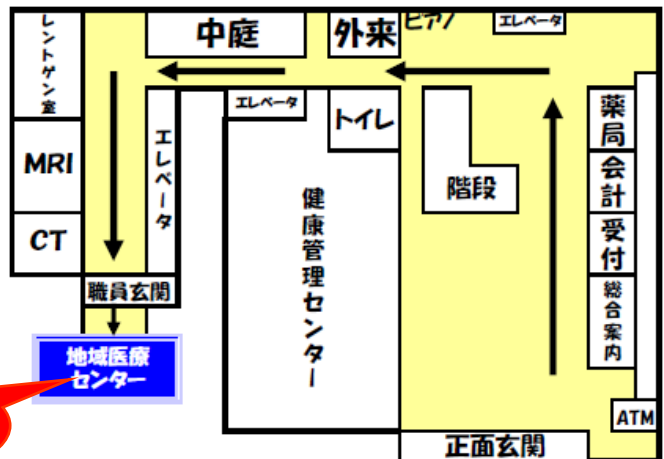 レントゲン室
中庭
外来
ピアノ
エレベータ
MRI
CT
エレベータ
エレベータ
トイレ
階段
薬局
会計
受付
総合案内
健康管理センター
職員玄関
地域医療
センター
ATM
正面玄関